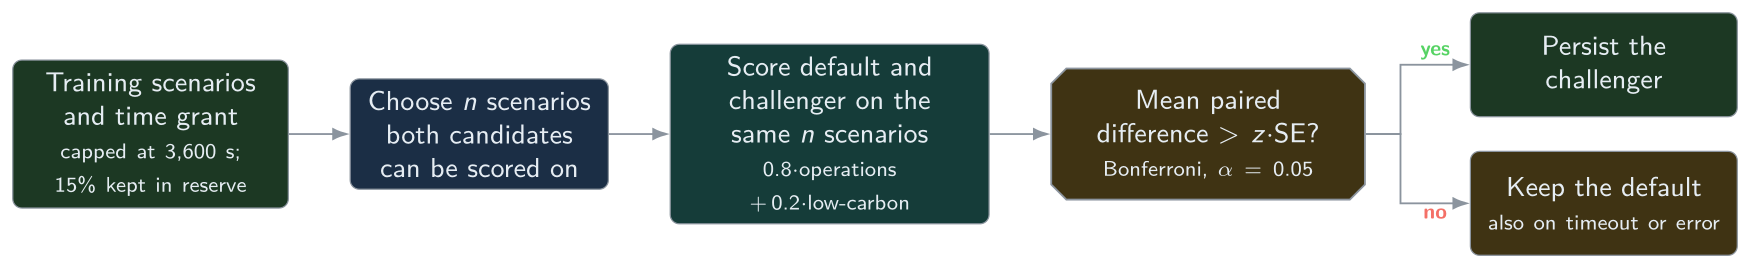 Training scenarios
and time grant
capped at 3,600 s;
15% kept in reserve
Choose n scenarios
both candidates
can be scored on
Score default and
challenger on the
same n scenarios
0.8·operations
+ 0.2·low-carbon
Mean paired
difference > z·SE?
Bonferroni, α = 0.05
yes
Persist the
challenger
no
Keep the default
also on timeout or error